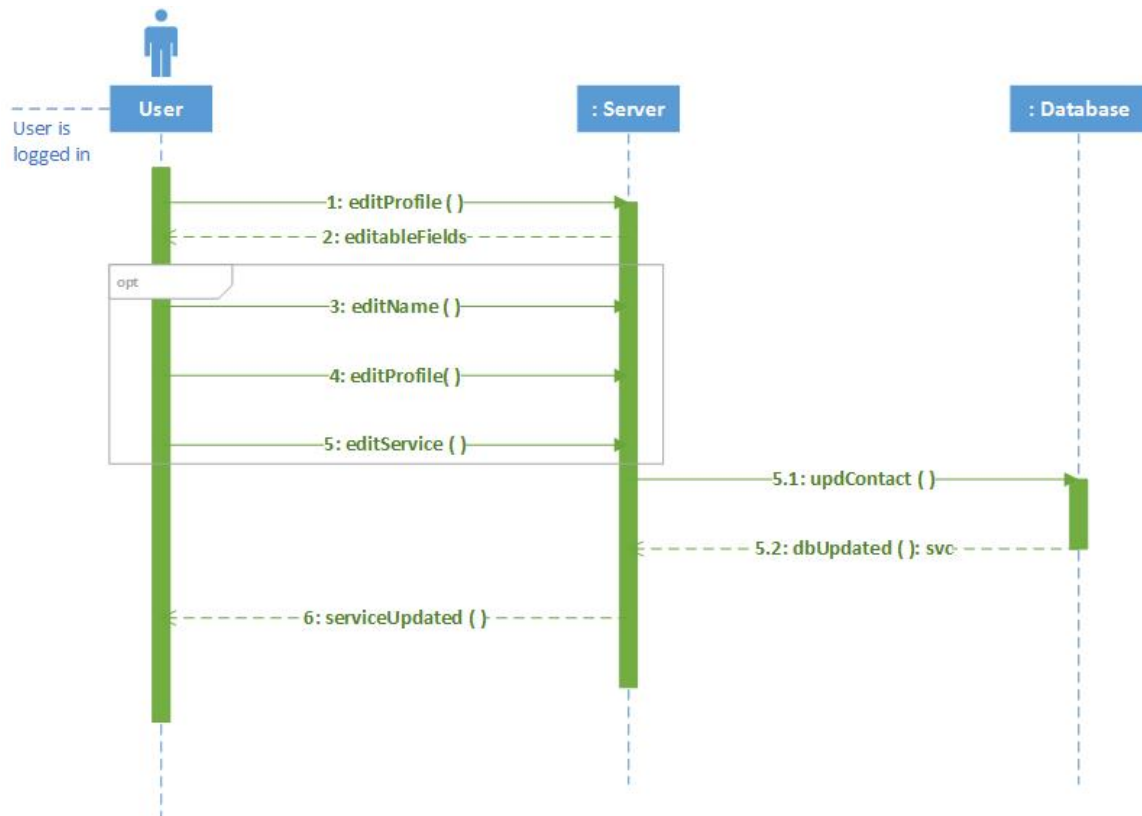 User
: Server
: Database
User is
logged in
1: editProfile ( )
2: editableFields
opt
3: editName ( )
4: editProfile( )
5: editService ( )
5.1: updContact ( )
5.2: dbUpdated ( ): svc
6: serviceUpdated ( )